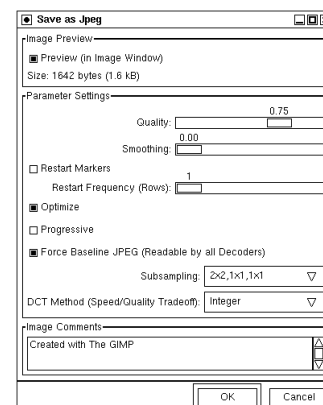 Save as Jpeg
Image Preview
Preview (in Image Window)
Size: 1642 bytes (1.6 kB)
Parameter Settings
0.75
Quality:
0.00
Smoothing:
Restart Markers
1
Restart Frequency (Rows):
Optimize
Progressive
Force Baseline JPEG (Readable by all Decoders)
Subsampling: 2x2,1x1,1x1
DCT Method (Speed/Quality Tradeoff): Integer
Image Comments
Created with The GIMP
OK Cancel